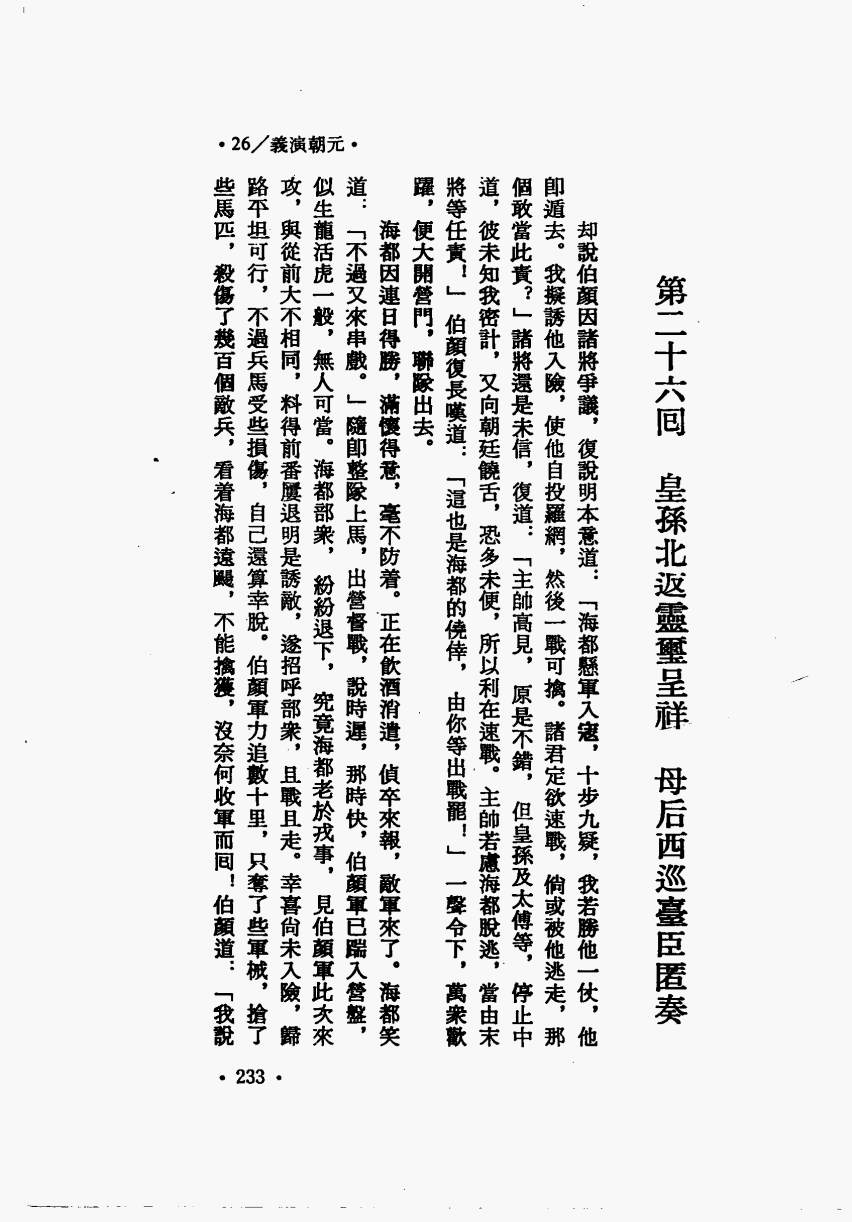 •26／義演朝元•
第二十六回　皇孫北返靈璽呈祥　母后西巡臺臣匿奏
却說伯顏因諸將爭議，復說明本意道：「海都懸軍入寇，十步九疑，我若勝他一仗，他
卽遁去。我擬誘他入險，使他自投羅網，然後一戰可擒。諸君定欲速戰，倘或被他逃走，那
個敢當此責？」諸將還是未信，復道：「主帥高見，原是不錯，但皇孫及太傅等，停止中
道，彼未知我密計，又向朝廷饒舌，恐多未便，所以利在速戰。主帥若慮海都脫逃，當由末
將等任責！」伯顏復長嘆道：「這也是海都的僥倖，由你等出戰罷！」一聲令下，萬衆歡
躍，便大開營門，聯隊出去。
海都因連日得勝，滿懷得意，毫不防着。正在飲酒消遣，偵卒來報，敵軍來了。海都笑
道：「不過又來串戲。」隨卽整隊上馬，出營督戰，說時遲，那時快，伯顏軍已踹入營盤，
似生龍活虎一般，無人可當。海都部衆，紛紛退下，究竟海都老於戎事，見伯顏軍此次來
攻，與從前大不相同，料得前番屢退明是誘敵，遂招呼部衆，且戰且走。幸喜尙未入險，歸
路平坦可行，不過兵馬受些損傷，自己還算幸脫。伯顏軍力追數十里，只奪了些軍械，搶了
些馬匹，殺傷了幾百個敵兵，看着海都遠颺，不能擒獲，沒奈何收軍而回！伯顏道：「我說
•233•